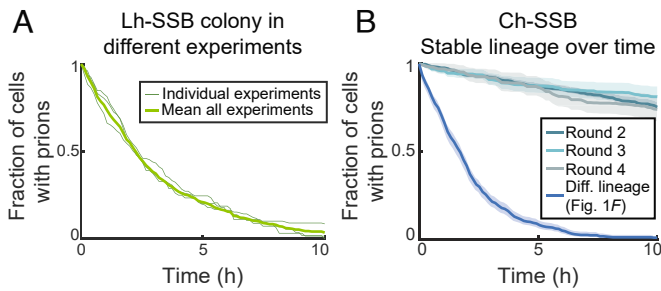 A
Lh-SSB colony in
different experiments
Fraction of cells
with prions
1
0.5
0
Individual experiments
Mean all experiments
0
5
10
Time (h)
B
Ch-SSB
Stable lineage over time
Fraction of cells
with prions
1
0.5
0
Round 2
Round 3
Round 4
Diff. lineage
(Fig. 1F)
0
5
10
Time (h)